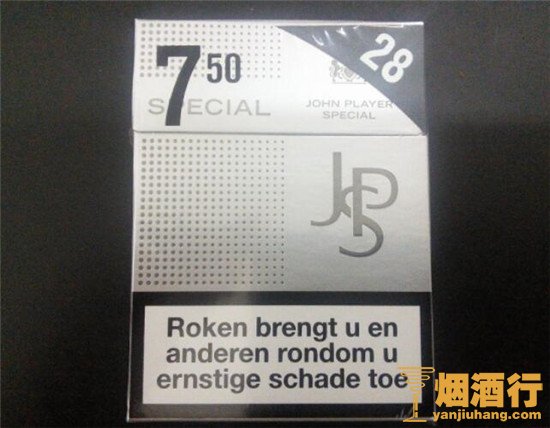 7 50
28
SPECIAL
JOHN PLAYER
SPECIAL
JPS
Roken brengt u en
anderen rondom u
ernstige schade toe
烟酒行
yanjiuhang.com